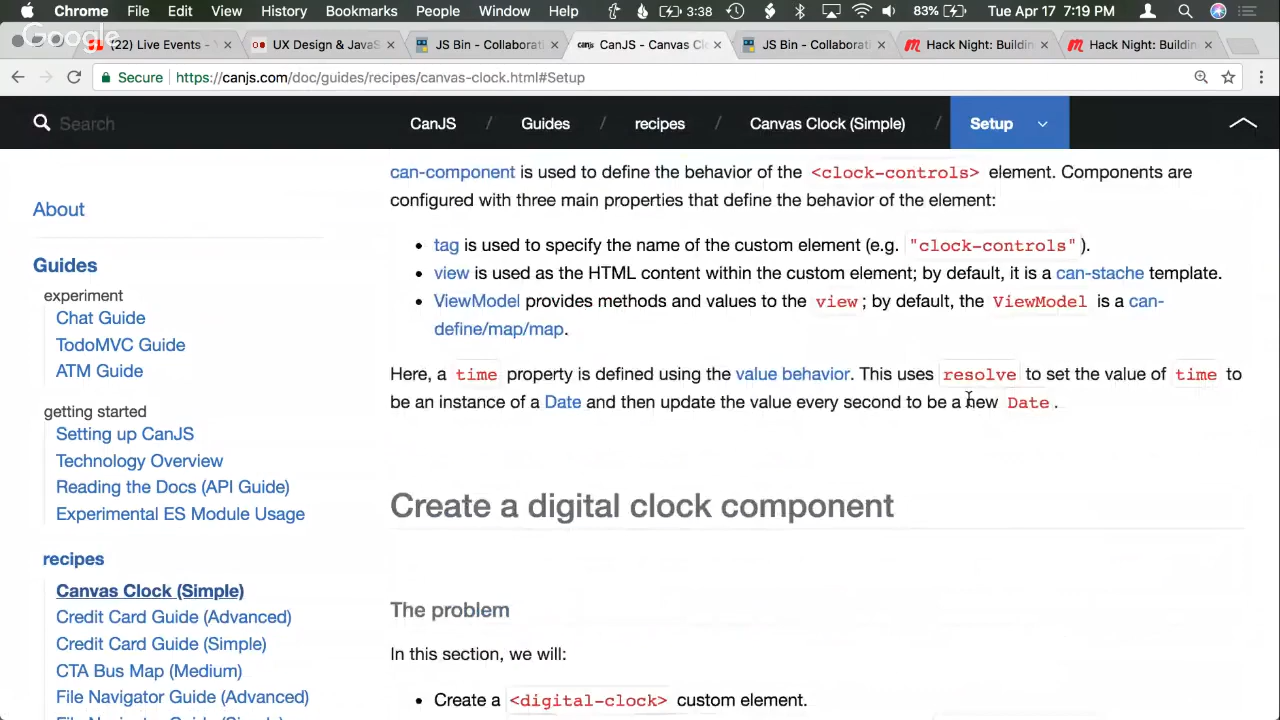 Chrome File Edit View History Bookmarks People Window Help 3:38 83% Tue Apr 17 7:19 PM
Google
(22) Live Events - Y × UX Design & JavaS × JS Bin - Collaborati × CanJS - Canvas Clo × JS Bin - Collaborati × Hack Night: Buildin × Hack Night: Buildin ×
Secure https://canjs.com/doc/guides/recipes/canvas-clock.html#Setup
Search CanJS / Guides / recipes / Canvas Clock (Simple) / Setup
About
Guides
experiment
Chat Guide
TodoMVC Guide
ATM Guide
getting started
Setting up CanJS
Technology Overview
Reading the Docs (API Guide)
Experimental ES Module Usage
recipes
Canvas Clock (Simple)
Credit Card Guide (Advanced)
Credit Card Guide (Simple)
CTA Bus Map (Medium)
File Navigator Guide (Advanced)
File Navigator Guide (Simple)
can-component is used to define the behavior of the <clock-controls> element. Components are
configured with three main properties that define the behavior of the element:
• tag is used to specify the name of the custom element (e.g. "clock-controls" ).
• view is used as the HTML content within the custom element; by default, it is a can-stache template.
• ViewModel provides methods and values to the view ; by default, the ViewModel is a can-
define/map/map.
Here, a time property is defined using the value behavior. This uses resolve to set the value of time to
be an instance of a Date and then update the value every second to be a new Date .
Create a digital clock component
The problem
In this section, we will:
• Create a <digital-clock> custom element.